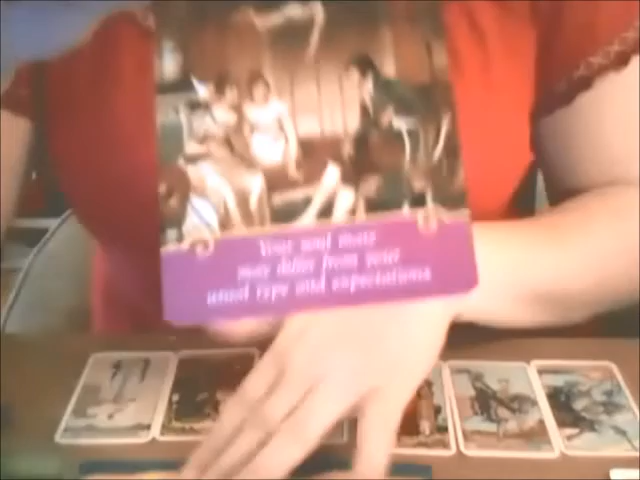 Your soul mate
may differ from your
usual type and expectations